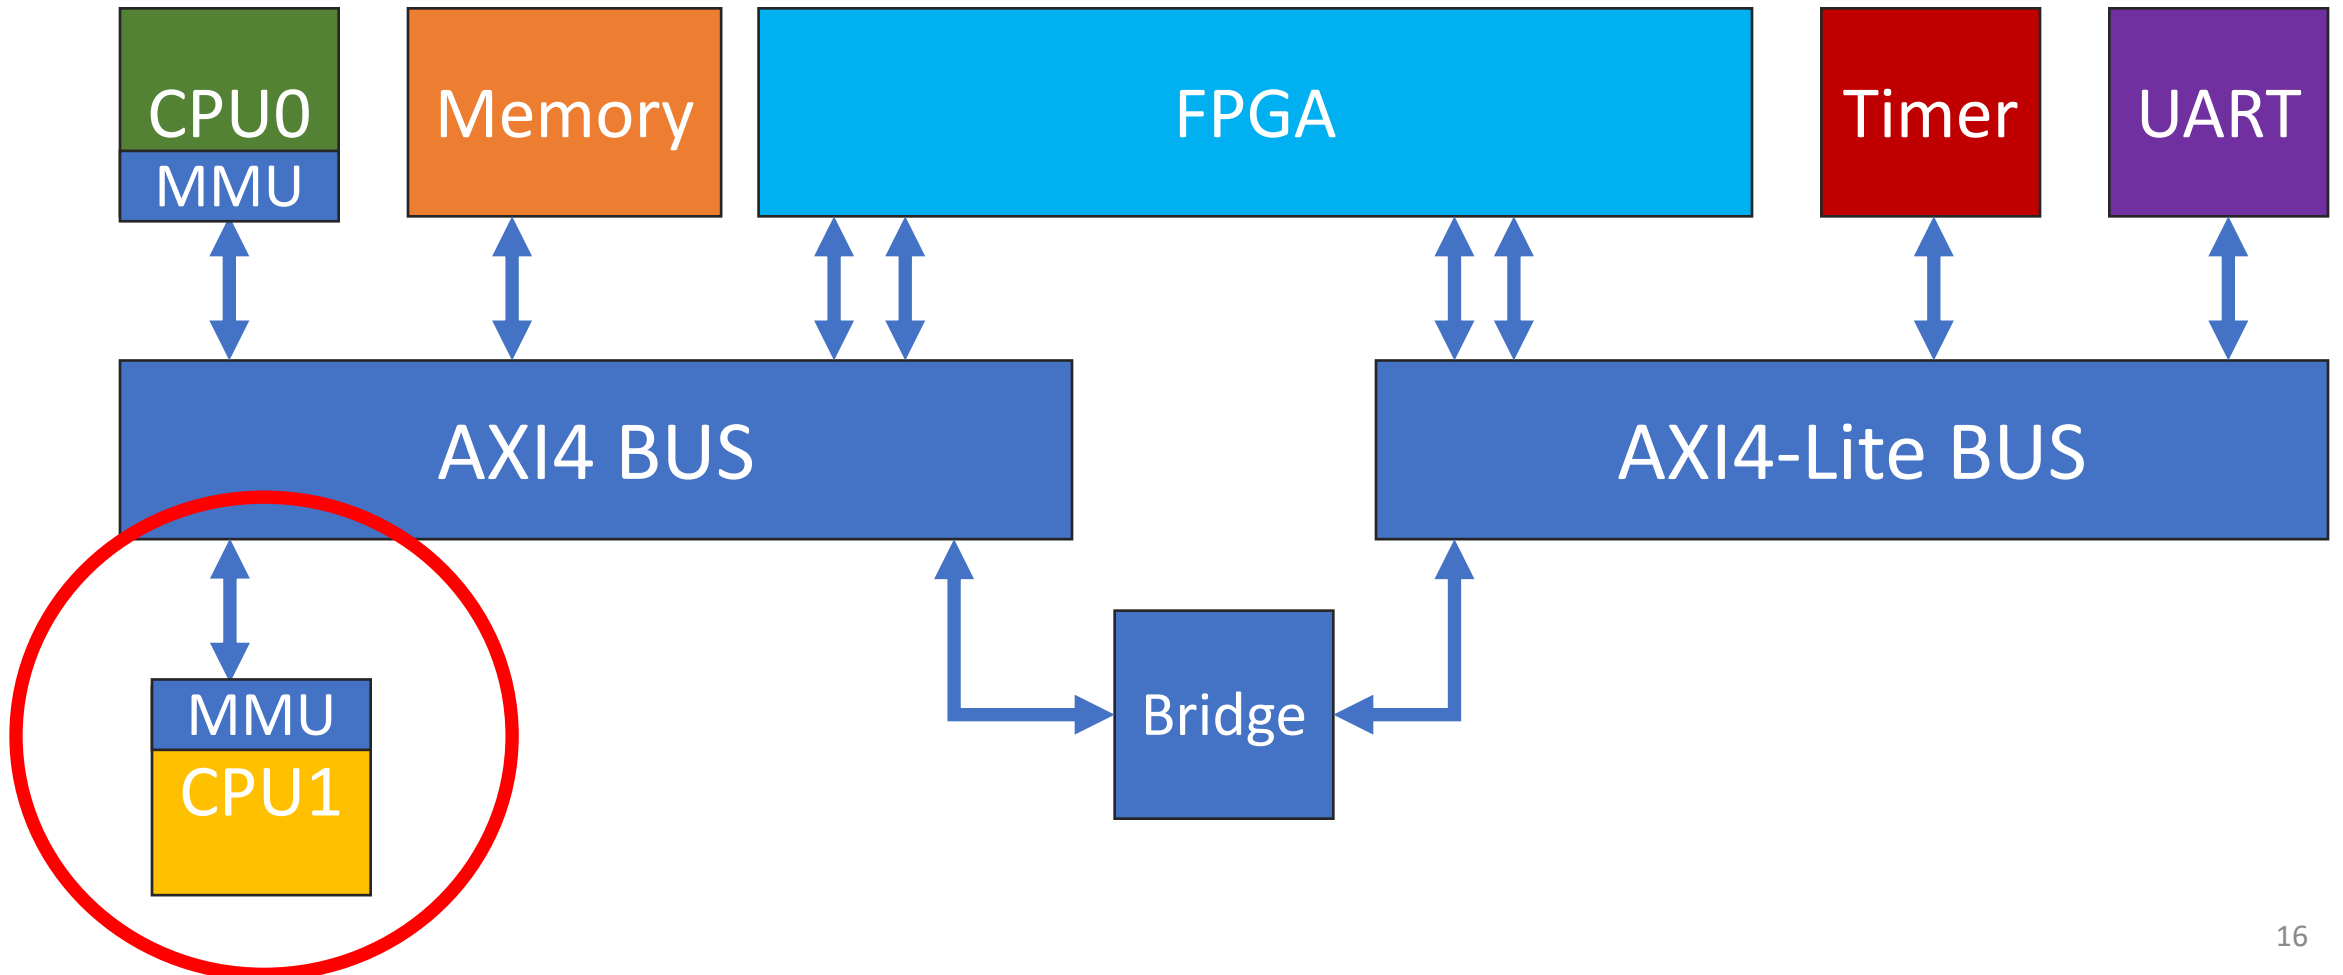 CPU0
MMU
Memory
FPGA
Timer
UART
AXI4 BUS
AXI4-Lite BUS
MMU
CPU1
Bridge
16